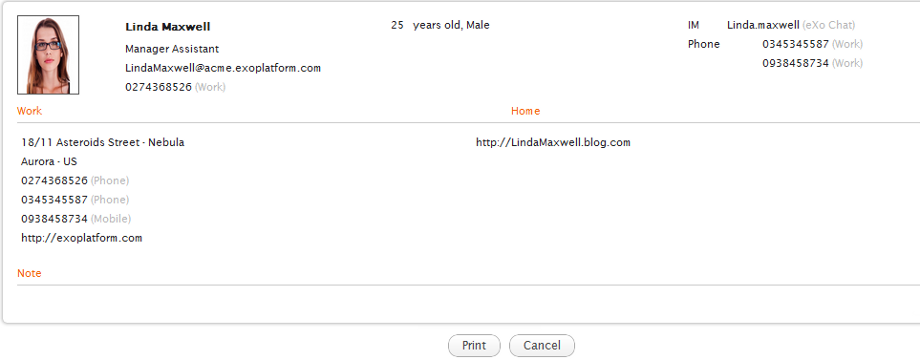 Linda Maxwell
Manager Assistant
LindaMaxwell@acme.exoplatform.com
0274368526 (Work)
25 years old, Male
IM Linda.maxwell (eXo Chat)
Phone 0345345587 (Work)
0938458734 (Work)
Work
18/11 Asteroids Street - Nebula
Aurora - US
0274368526 (Phone)
0345345587 (Phone)
0938458734 (Mobile)
http://exoplatform.com
Home
http://LindaMaxwell.blog.com
Note
Print Cancel